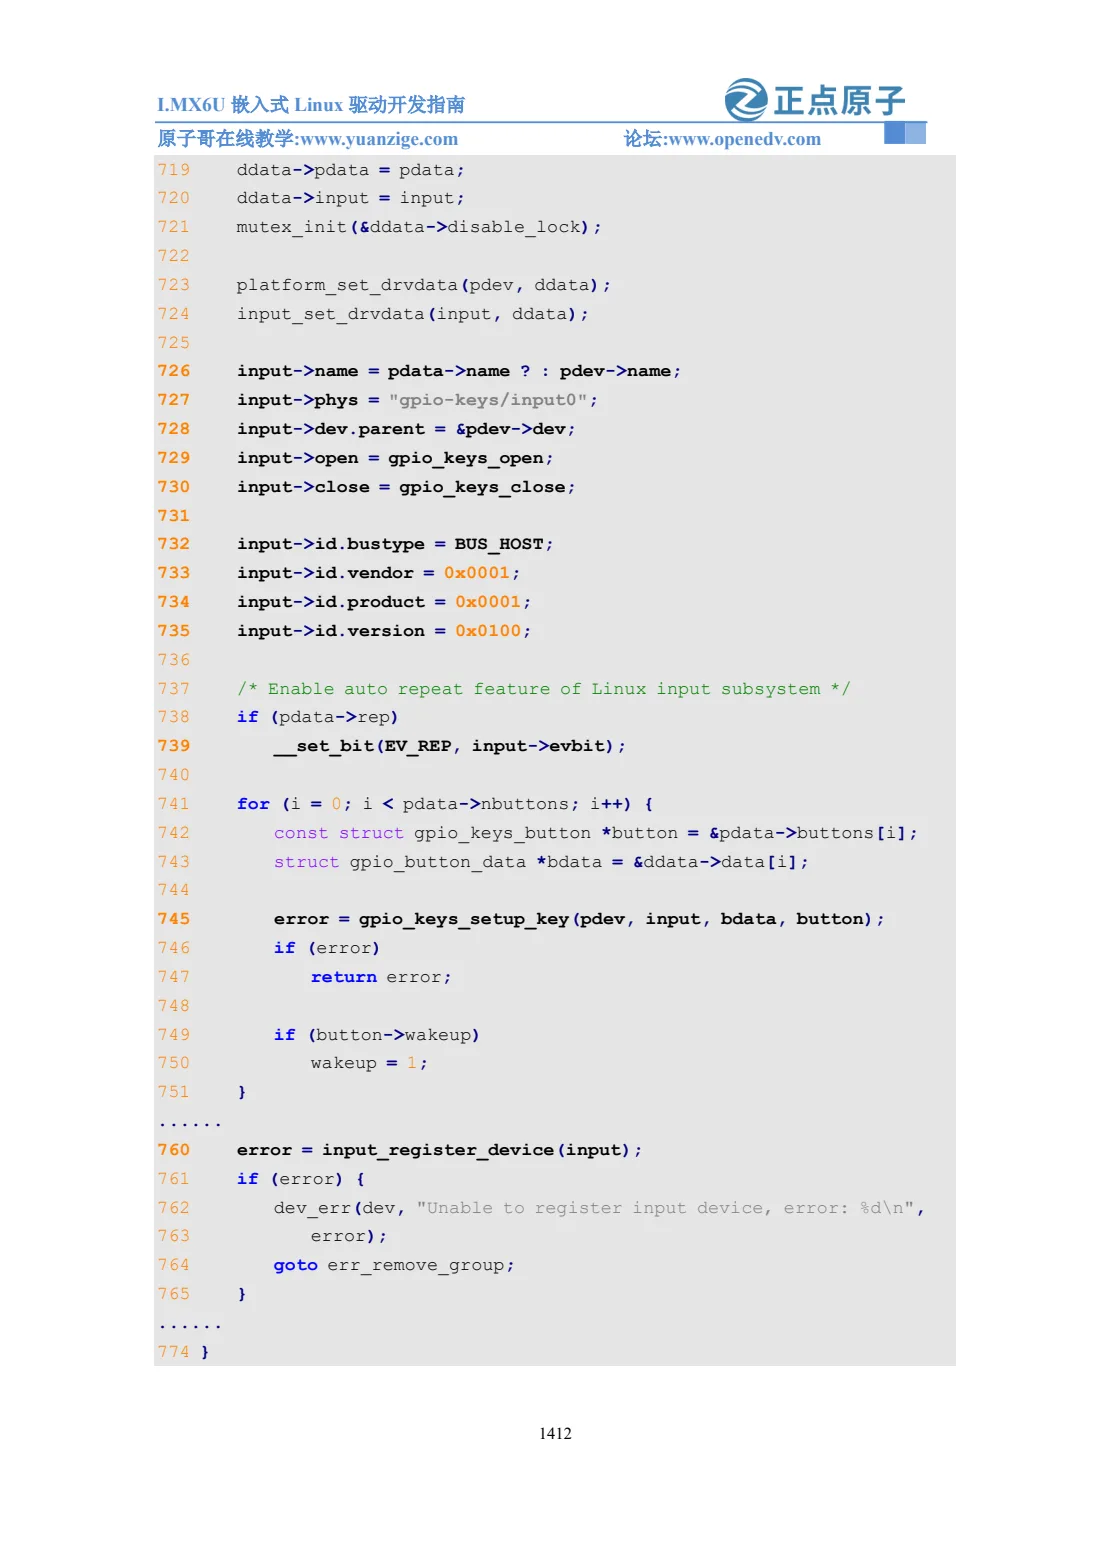 I.MX6U 嵌入式 Linux 驱动开发指南
正点原子
原子哥在线教学:www.yuanzige.com 论坛:www.openedv.com
719 ddata->pdata = pdata;
720 ddata->input = input;
721 mutex_init(&ddata->disable_lock);
722
723 platform_set_drvdata(pdev, ddata);
724 input_set_drvdata(input, ddata);
725
726 input->name = pdata->name ? : pdev->name;
727 input->phys = "gpio-keys/input0";
728 input->dev.parent = &pdev->dev;
729 input->open = gpio_keys_open;
730 input->close = gpio_keys_close;
731
732 input->id.bustype = BUS_HOST;
733 input->id.vendor = 0x0001;
734 input->id.product = 0x0001;
735 input->id.version = 0x0100;
736
737 /* Enable auto repeat feature of Linux input subsystem */
738 if (pdata->rep)
739 __set_bit(EV_REP, input->evbit);
740
741 for (i = 0; i < pdata->nbuttons; i++) {
742 const struct gpio_keys_button *button = &pdata->buttons[i];
743 struct gpio_button_data *bdata = &ddata->data[i];
744
745 error = gpio_keys_setup_key(pdev, input, bdata, button);
746 if (error)
747 return error;
748
749 if (button->wakeup)
750 wakeup = 1;
751 }
......
760 error = input_register_device(input);
761 if (error) {
762 dev_err(dev, "Unable to register input device, error: %d\n",
763 error);
764 goto err_remove_group;
765 }
......
774 }
1412